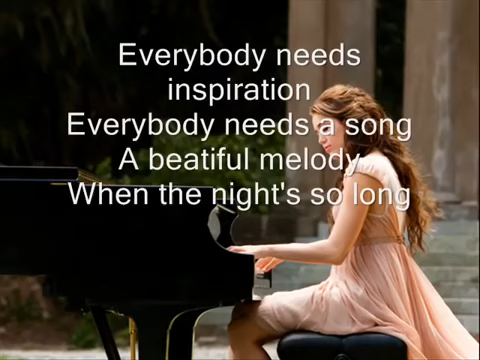 Everybody needs
inspiration
Everybody needs a song
A beatiful melody
When the night's so long